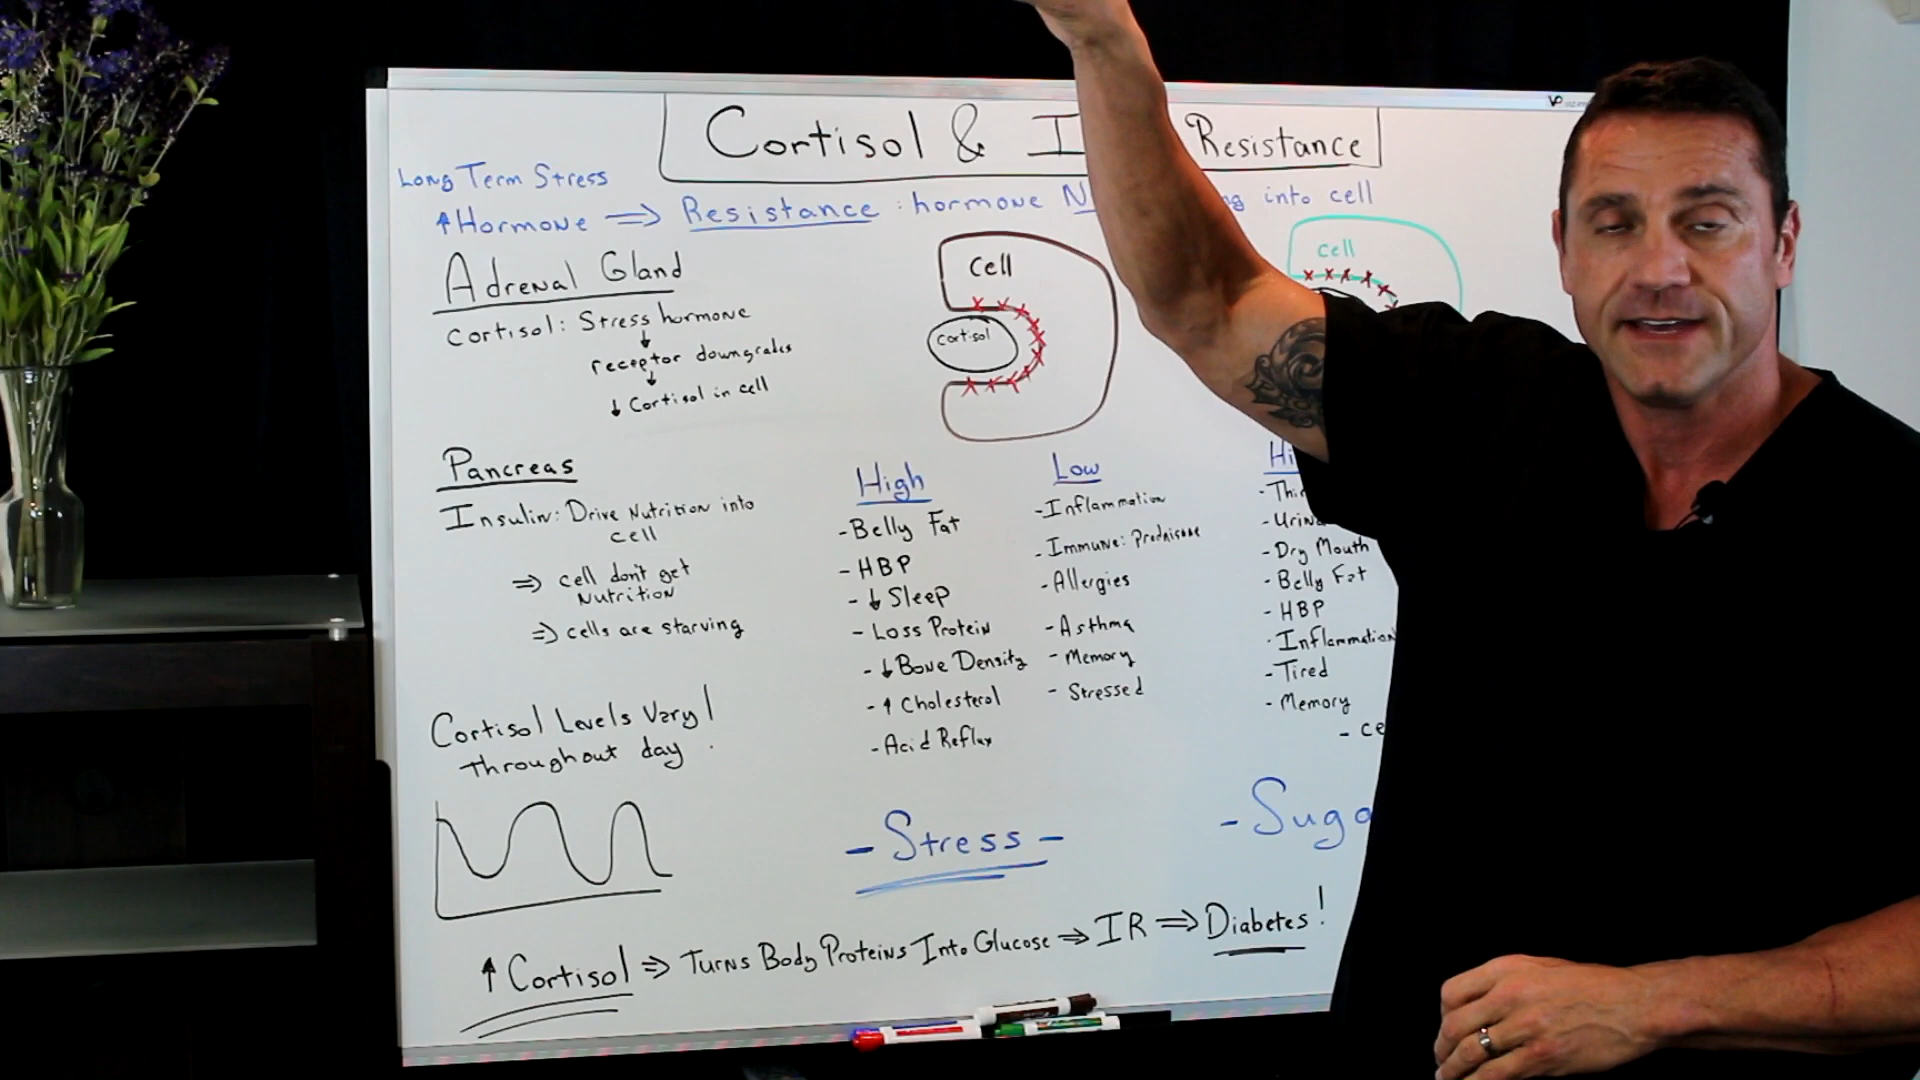 Cortisol & I Resistance
Long Term Stress
↑Hormone => Resistance : hormone N ng into cell
Adrenal Gland
Cortisol: Stress hormone
↓
receptor downgrades
↓
↓ Cortisol in cell
cell
cortisol
cell
Pancreas
Insulin: Drive Nutrition into
cell
=> cell don't get
Nutrition
=> cells are starving
Cortisol Levels Vary!
Throughout day
High
-Belly Fat
-HBP
-↓Sleep
-Loss Protein
-↓Bone Density
-↑Cholesterol
-Acid Reflux
Low
-Inflammation
-Immune: Prednisone
-Allergies
-Asthma
-Memory
-Stressed
Hi
-Thir
-Urina
-Dry Mouth
-Belly Fat
-HBP
-Inflammation
-Tired
-Memory
-ce
-Stress-
-Suga
↑Cortisol => Turns Body Proteins Into Glucose => IR => Diabetes!